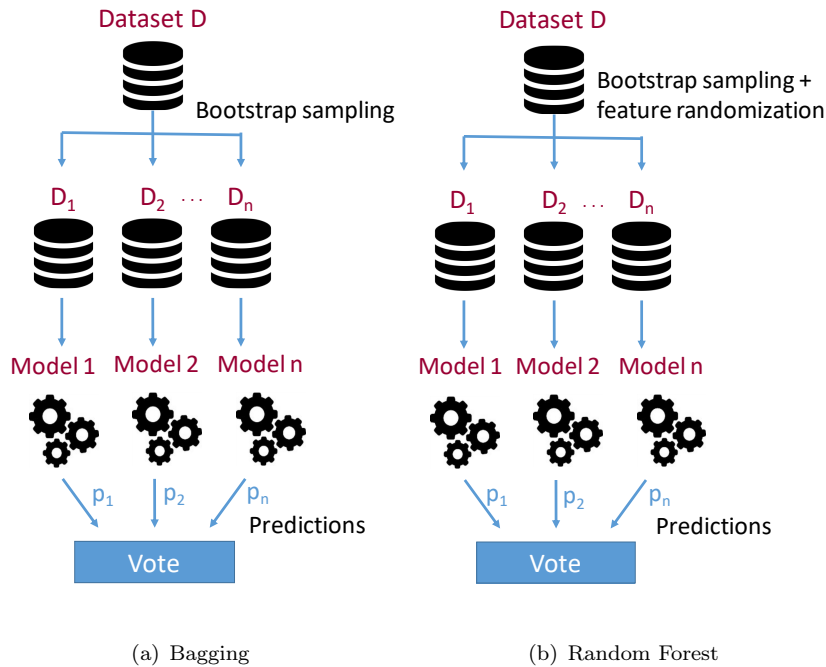 Dataset D
Bootstrap sampling
D1 D2 ... Dn
Model 1 Model 2 Model n
p1 p2 pn
Predictions
Vote
(a) Bagging
Dataset D
Bootstrap sampling +
feature randomization
D1 D2 ... Dn
Model 1 Model 2 Model n
p1 p2 pn
Predictions
Vote
(b) Random Forest